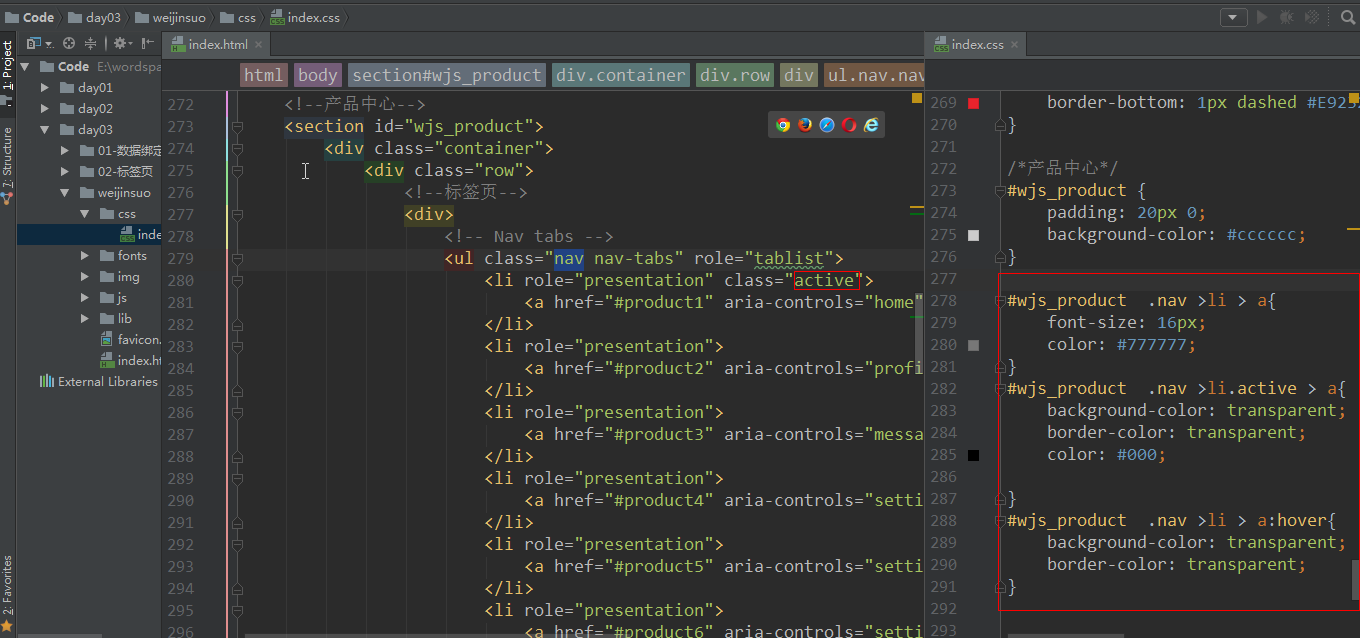 Code day03 weijinsuo css index.css
1: Project
7: Structure
2: Favorites
Code E:\wordspa
day01
day02
day03
01-数据绑定
02-标签页
weijinsuo
css
inde
fonts
img
js
lib
favicon.
index.ht
External Libraries
index.html
html body section#wjs_product div.container div.row div ul.nav.nav
272 <!--产品中心-->
273 <section id="wjs_product">
274 <div class="container">
275 <div class="row">
276 <!--标签页-->
277 <div>
278 <!-- Nav tabs -->
279 <ul class="nav nav-tabs" role="tablist">
280 <li role="presentation" class="active">
281 <a href="#product1" aria-controls="home"
282 </li>
283 <li role="presentation">
284 <a href="#product2" aria-controls="profi
285 </li>
286 <li role="presentation">
287 <a href="#product3" aria-controls="messa
288 </li>
289 <li role="presentation">
290 <a href="#product4" aria-controls="setti
291 </li>
292 <li role="presentation">
293 <a href="#product5" aria-controls="setti
294 </li>
295 <li role="presentation">
296 <a href="#product6" aria-controls="setti
index.css
269 border-bottom: 1px dashed #E92
270 }
271
272 /*产品中心*/
273 #wjs_product {
274 padding: 20px 0;
275 background-color: #cccccc;
276 }
277
278 #wjs_product .nav >li > a{
279 font-size: 16px;
280 color: #777777;
281 }
282 #wjs_product .nav >li.active > a{
283 background-color: transparent;
284 border-color: transparent;
285 color: #000;
286
287 }
288 #wjs_product .nav >li > a:hover{
289 background-color: transparent;
290 border-color: transparent;
291 }
292
293